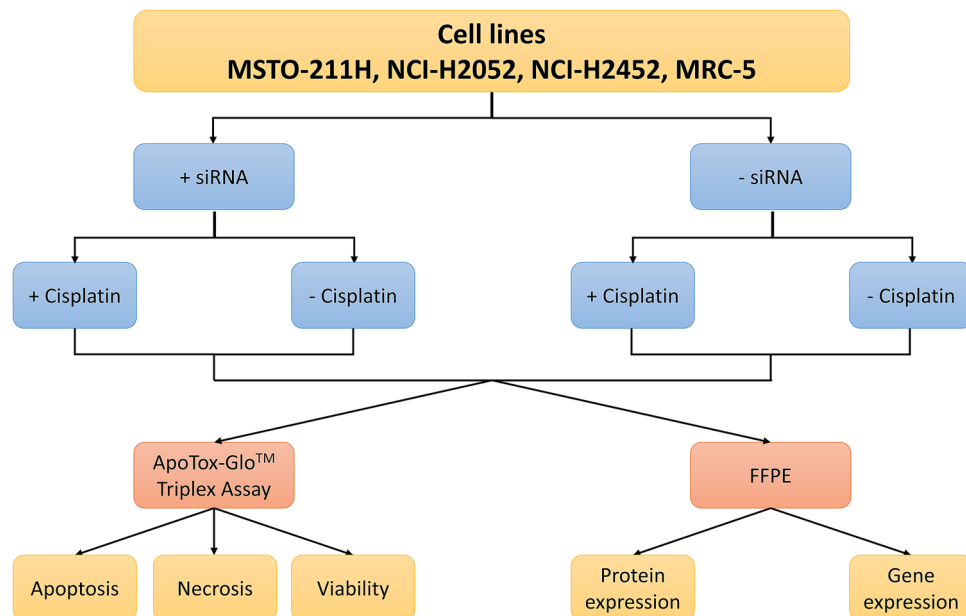 Cell lines
MSTO-211H, NCI-H2052, NCI-H2452, MRC-5
+ siRNA
- siRNA
+ Cisplatin
- Cisplatin
+ Cisplatin
- Cisplatin
ApoTox-Glo™
Triplex Assay
FFPE
Apoptosis
Necrosis
Viability
Protein
expression
Gene
expression